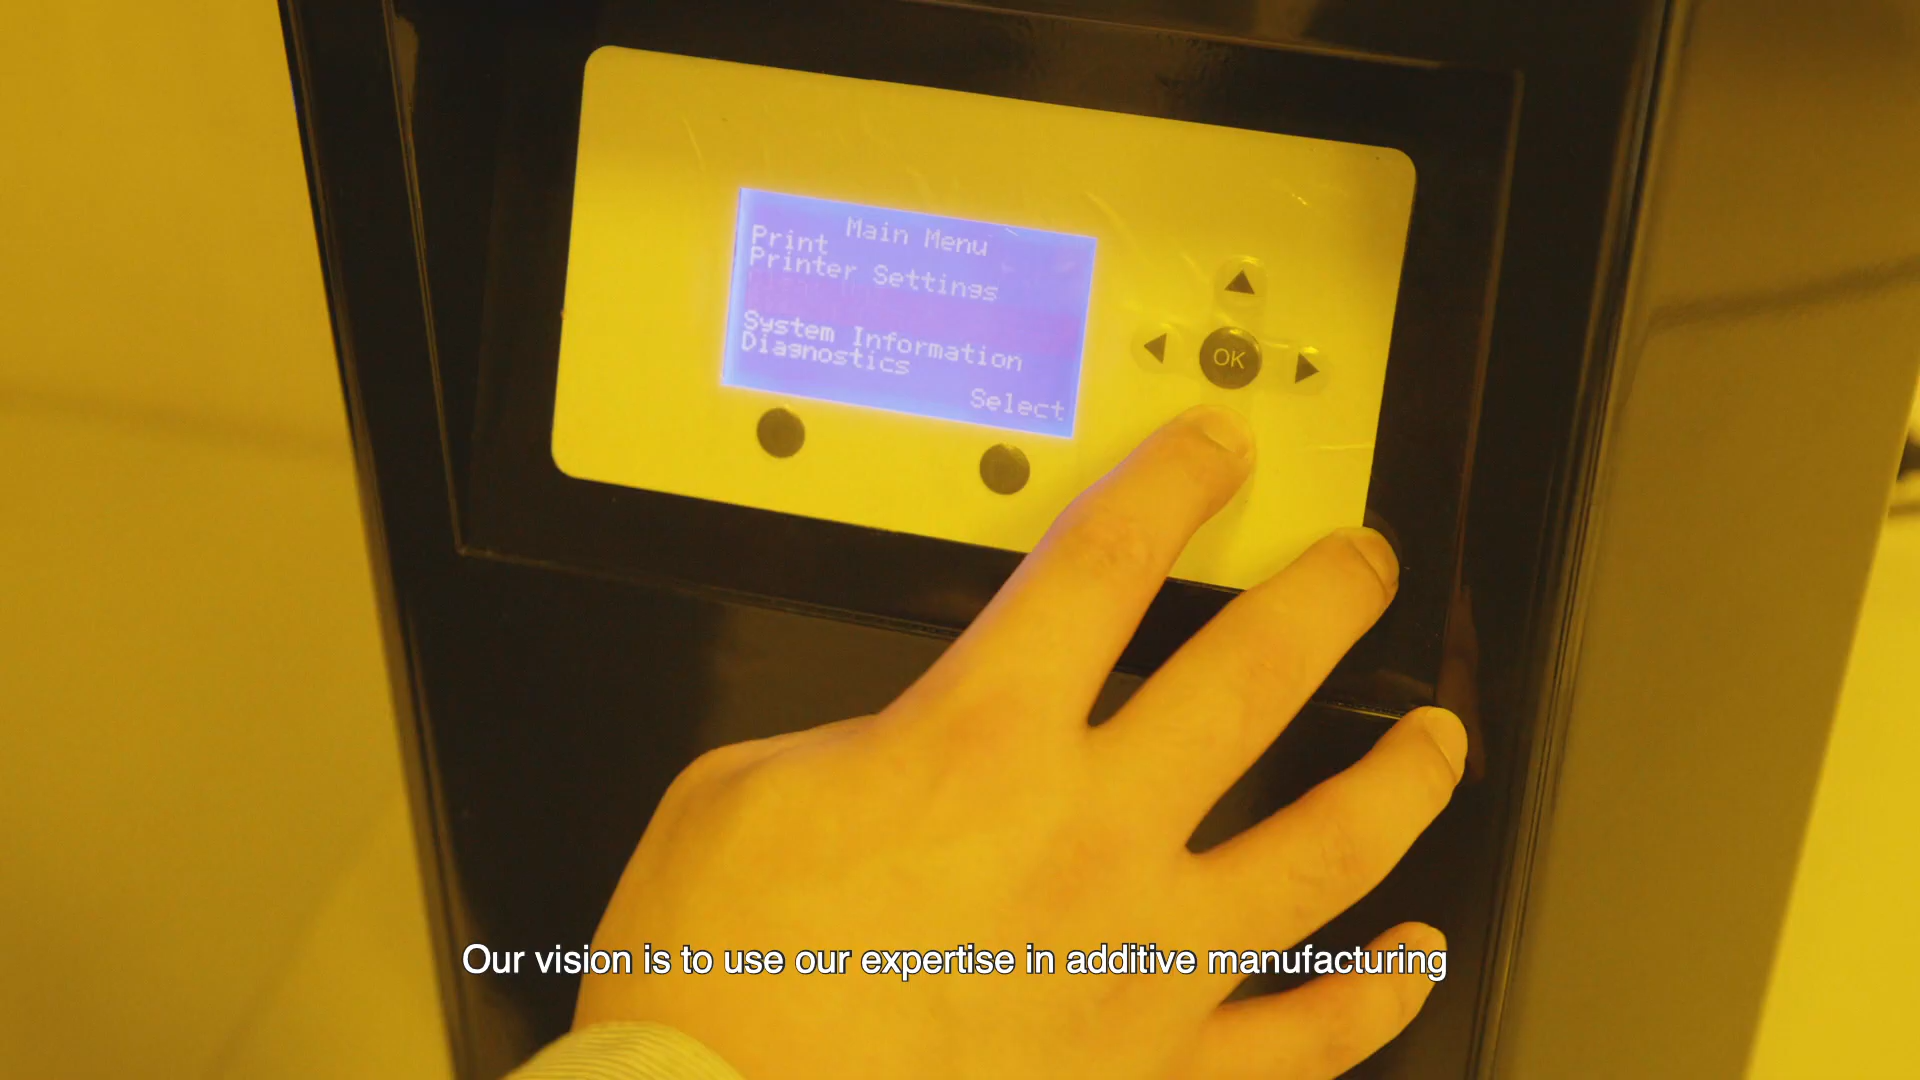 Main Menu
Print
Printer Settings
System Information
Diagnostics
Select
OK
Our vision is to use our expertise in additive manufacturing